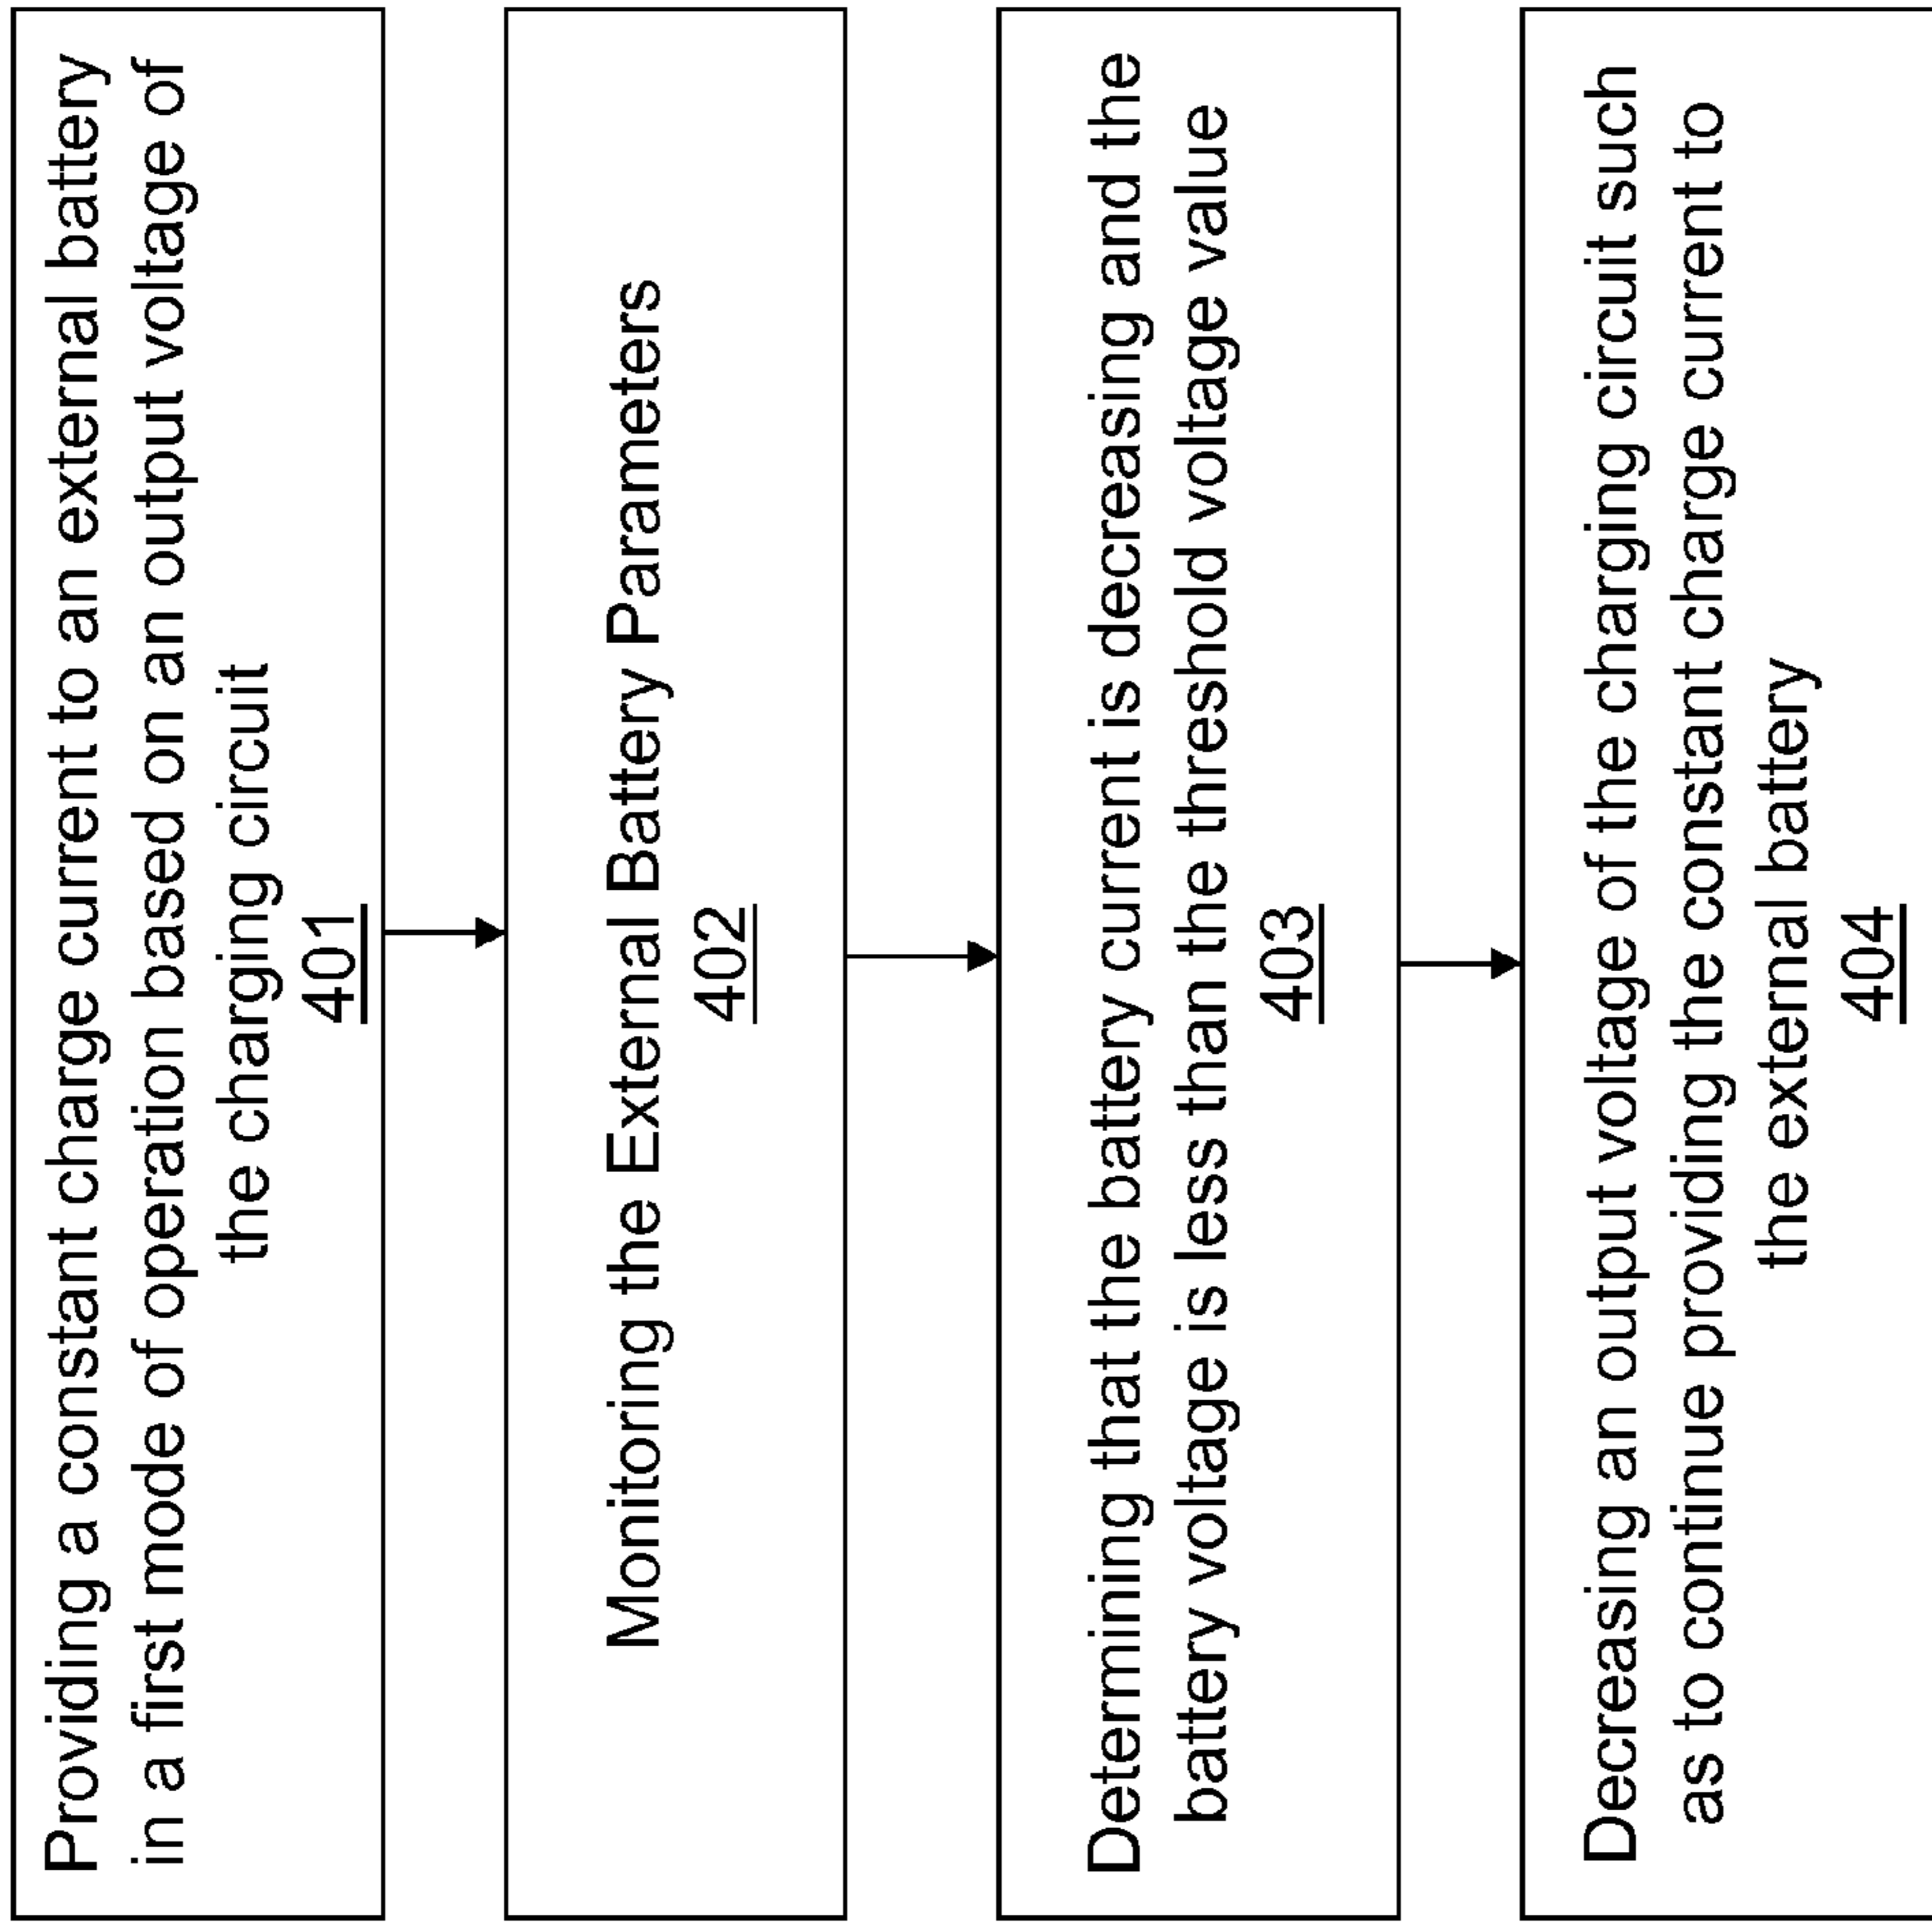 Providing a constant charge current to an external battery
in a first mode of operation based on an output voltage of
the charging circuit
401
Monitoring the External Battery Parameters
402
Determining that the battery current is decreasing and the
battery voltage is less than the threshold voltage value
403
Decreasing an output voltage of the charging circuit such
as to continue providing the constant charge current to
the external battery
404